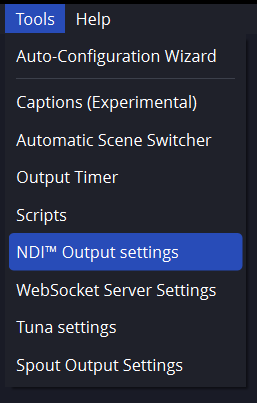 Tools Help
Auto-Configuration Wizard
Captions (Experimental)
Automatic Scene Switcher
Output Timer
Scripts
NDI™ Output settings
WebSocket Server Settings
Tuna settings
Spout Output Settings